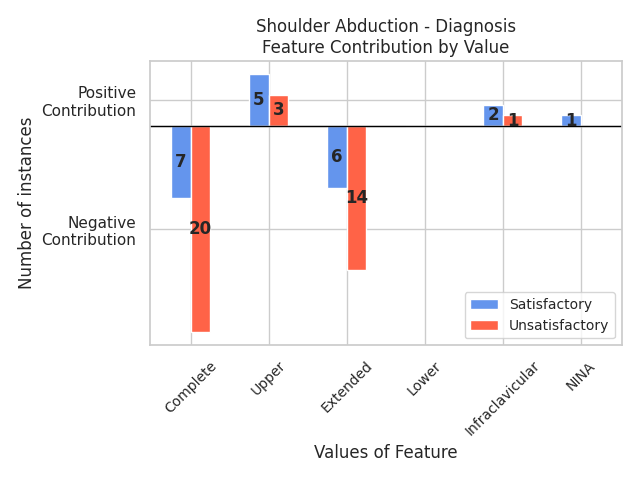 Shoulder Abduction - Diagnosis
Feature Contribution by Value
Positive
Contribution
Negative
Contribution
Number of instances
5
3
2
1
1
7
6
14
20
Satisfactory
Unsatisfactory
Complete
Upper
Extended
Lower
Infraclavicular
NINA
Values of Feature